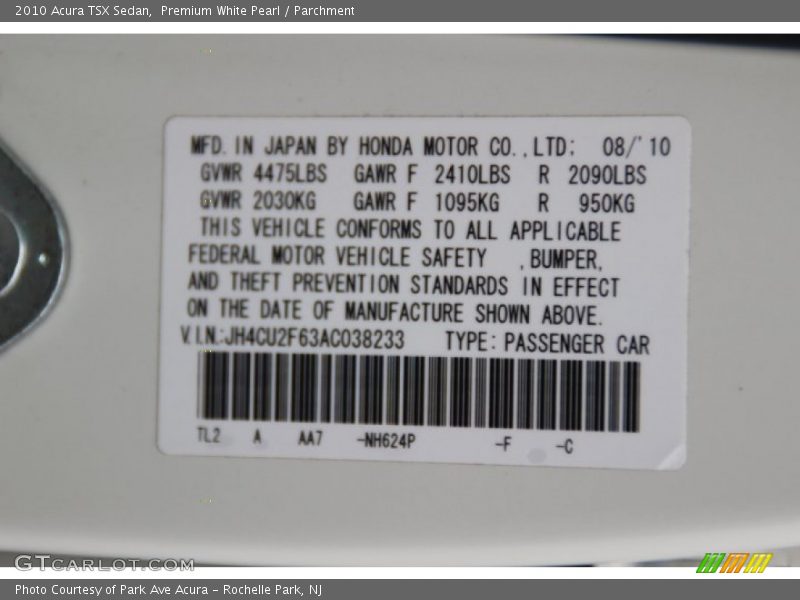 2010 Acura TSX Sedan,  Premium White Pearl / Parchment
MFD. IN JAPAN BY HONDA MOTOR CO.,LTD: 08/'10
GVWR 4475LBS GAWR F 2410LBS R 2090LBS
GVWR 2030KG GAWR F 1095KG R 950KG
THIS VEHICLE CONFORMS TO ALL APPLICABLE
FEDERAL MOTOR VEHICLE SAFETY ,BUMPER,
AND THEFT PREVENTION STANDARDS IN EFFECT
ON THE DATE OF MANUFACTURE SHOWN ABOVE.
V.I.N.:JH4CU2F63AC038233 TYPE: PASSENGER CAR
TL2 A AA7 -NH624P -F -C
GTCARLOT.COM
Photo Courtesy of Park Ave Acura - Rochelle Park, NJ